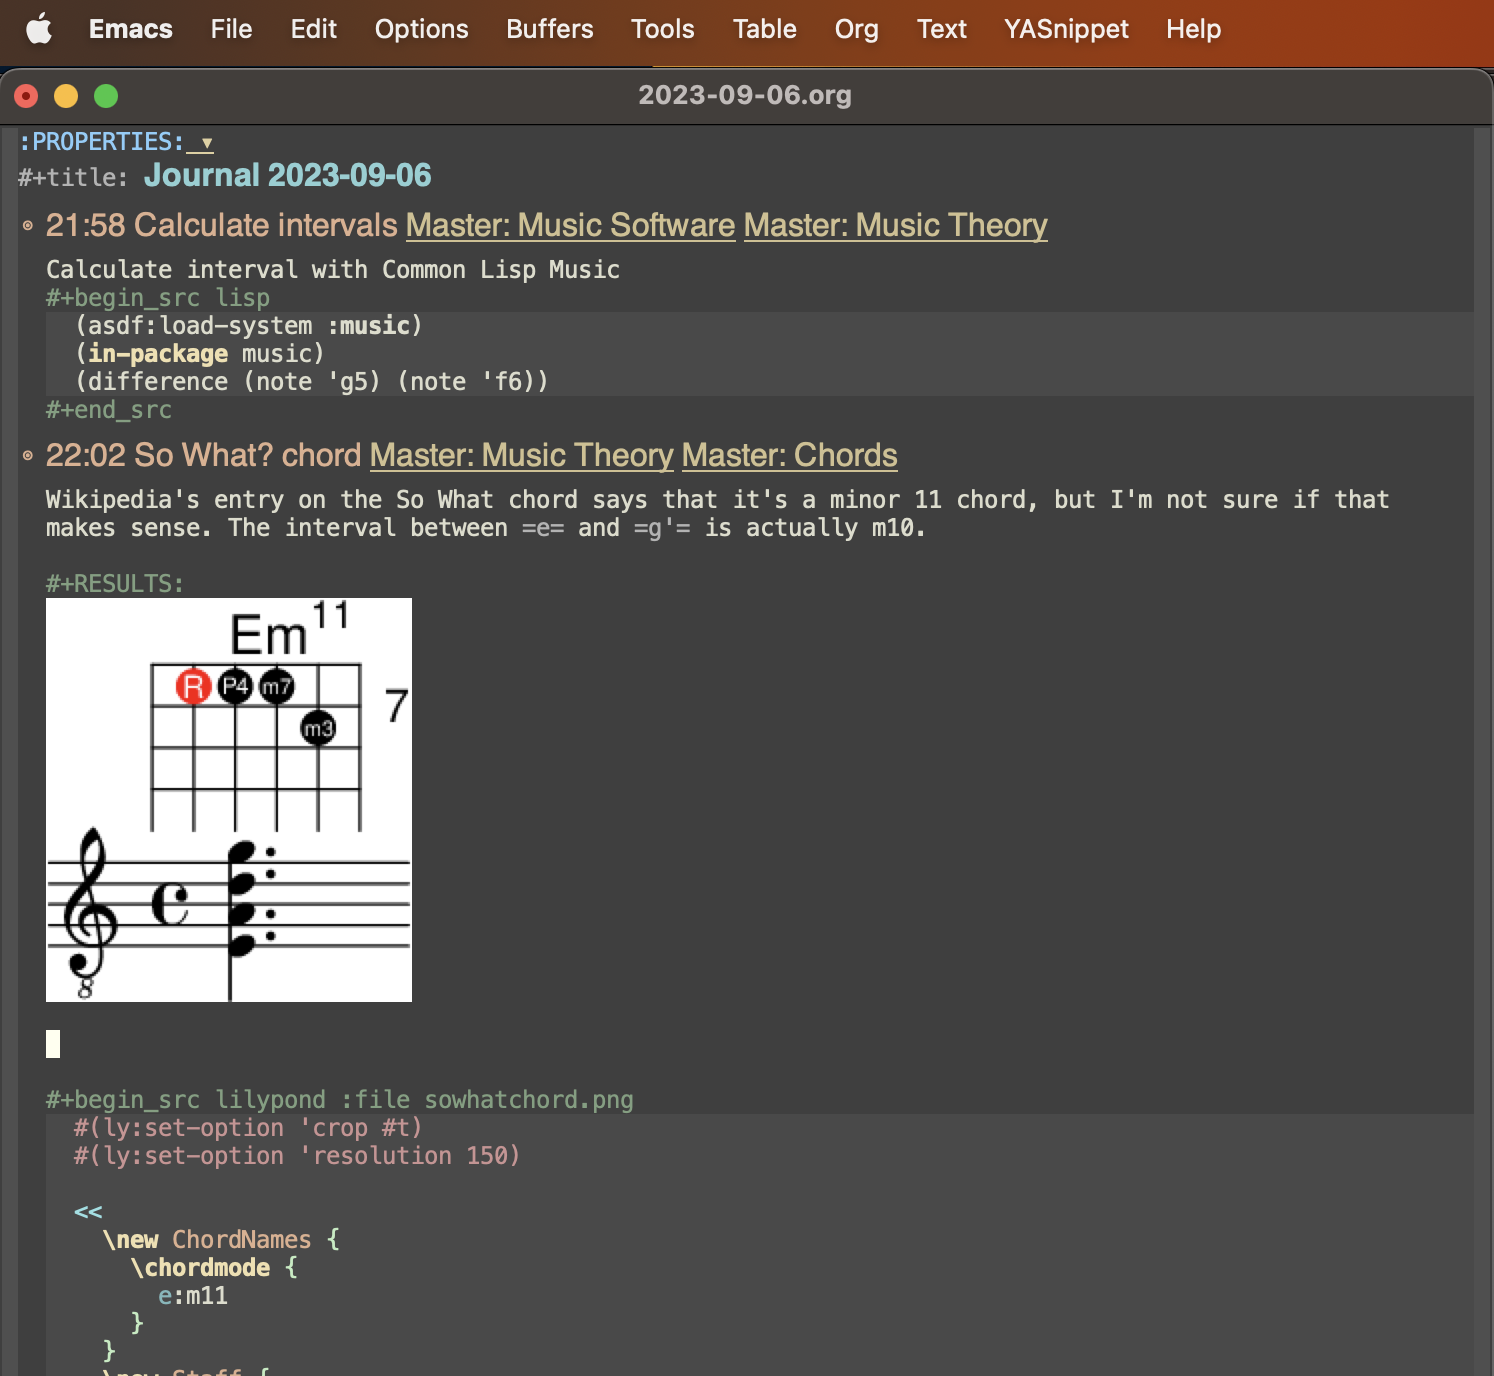 Emacs File Edit Options Buffers Tools Table Org Text YASnippet Help
2023-09-06.org
:PROPERTIES:_▾
#+title: Journal 2023-09-06
21:58 Calculate intervals Master: Music Software Master: Music Theory
Calculate interval with Common Lisp Music
#+begin_src lisp
(asdf:load-system :music)
(in-package music)
(difference (note 'g5) (note 'f6))
#+end_src
22:02 So What? chord Master: Music Theory Master: Chords
Wikipedia's entry on the So What chord says that it's a minor 11 chord, but I'm not sure if that
makes sense. The interval between =e= and =g'= is actually m10.
#+RESULTS:
Em11
R P4 m7
7
m3
8
#+begin_src lilypond :file sowhatchord.png
#(ly:set-option 'crop #t)
#(ly:set-option 'resolution 150)
<<
\new ChordNames {
\chordmode {
e:m11
}
}
\new Staff {